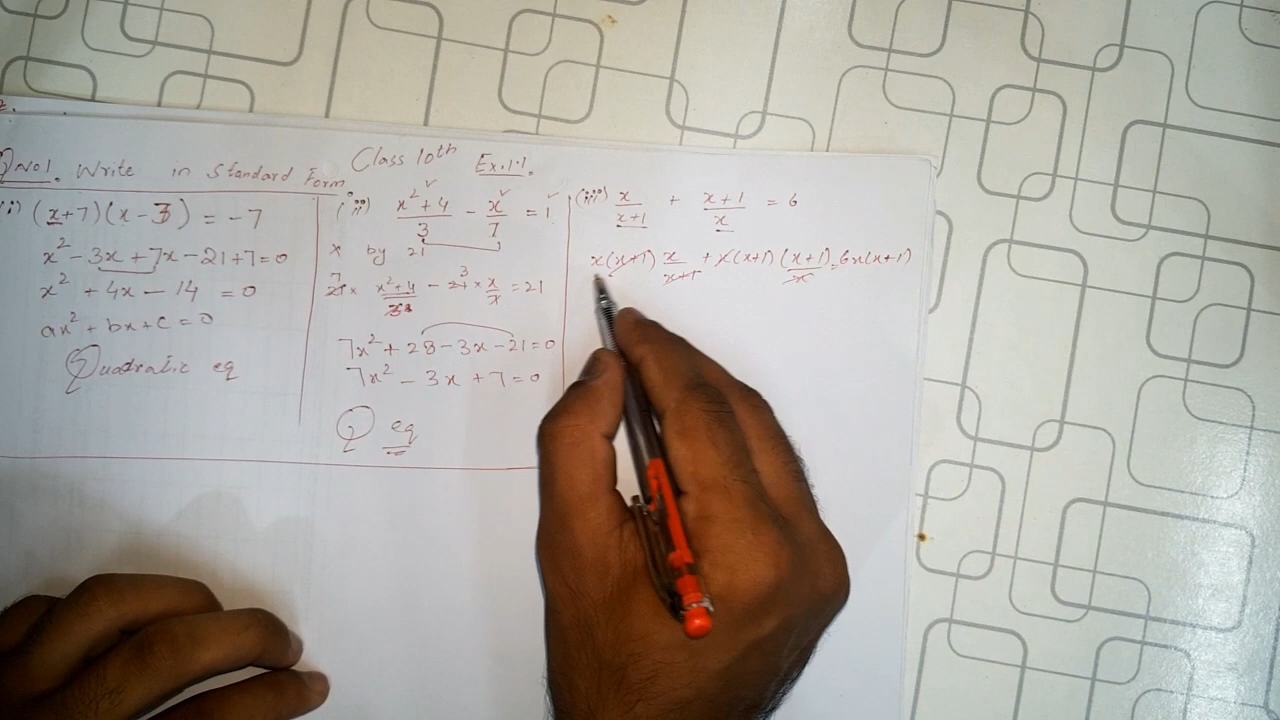 Q No1. Write in Standard Form Class 10th Ex.1.1.
(i) (x+7)(x-3) = -7
x² - 3x + 7x - 21 + 7 = 0
x² + 4x - 14 = 0
ax² + bx + c = 0
Quadratic eq
(ii) x²+4/3 - x/7 = 1
× by 21
7 21 × x²+4/3 - 3 21 × x/7 = 21
7x² + 28 - 3x - 21 = 0
7x² - 3x + 7 = 0
Q eq
(iii) x/x+1 + x+1/x = 6
x(x+1) x/x+1 + x(x+1) (x+1)/x = 6x(x+1)